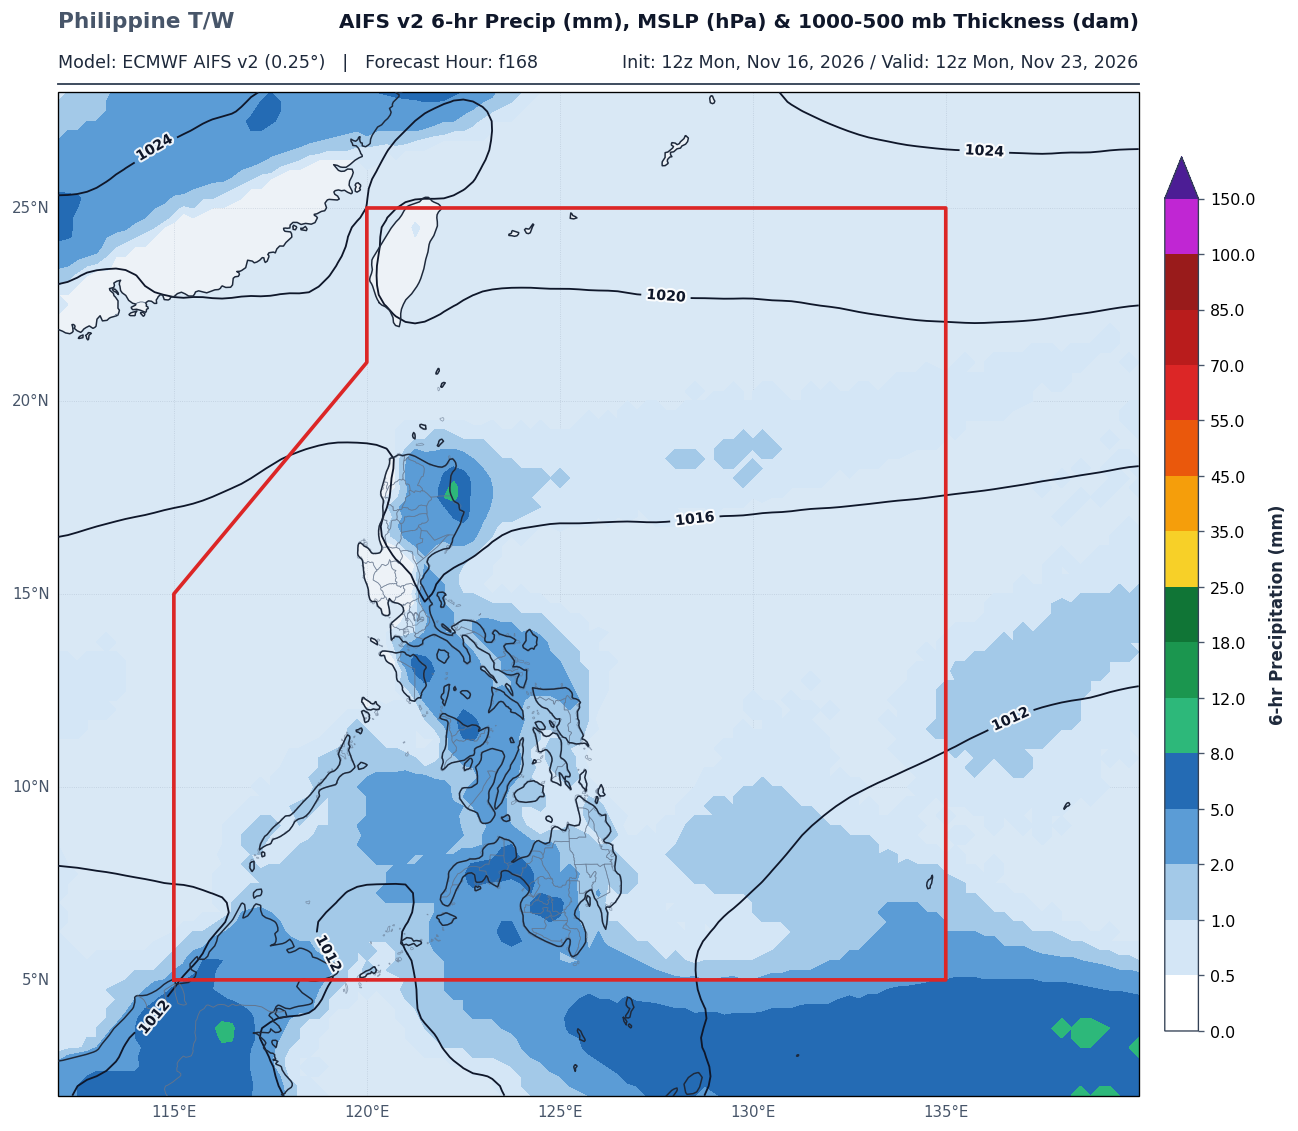 Philippine T/W
AIFS v2 6-hr Precip (mm), MSLP (hPa) & 1000-500 mb Thickness (dam)
Model: ECMWF AIFS v2 (0.25°) | Forecast Hour: f168
Init: 12z Mon, Nov 16, 2026 / Valid: 12z Mon, Nov 23, 2026
1024
1024
1020
1016
1012
1012
1012
25°N
20°N
15°N
10°N
5°N
115°E
120°E
125°E
130°E
135°E
150.0
100.0
85.0
70.0
55.0
45.0
35.0
25.0
18.0
12.0
8.0
5.0
2.0
1.0
0.5
0.0
6-hr Precipitation (mm)